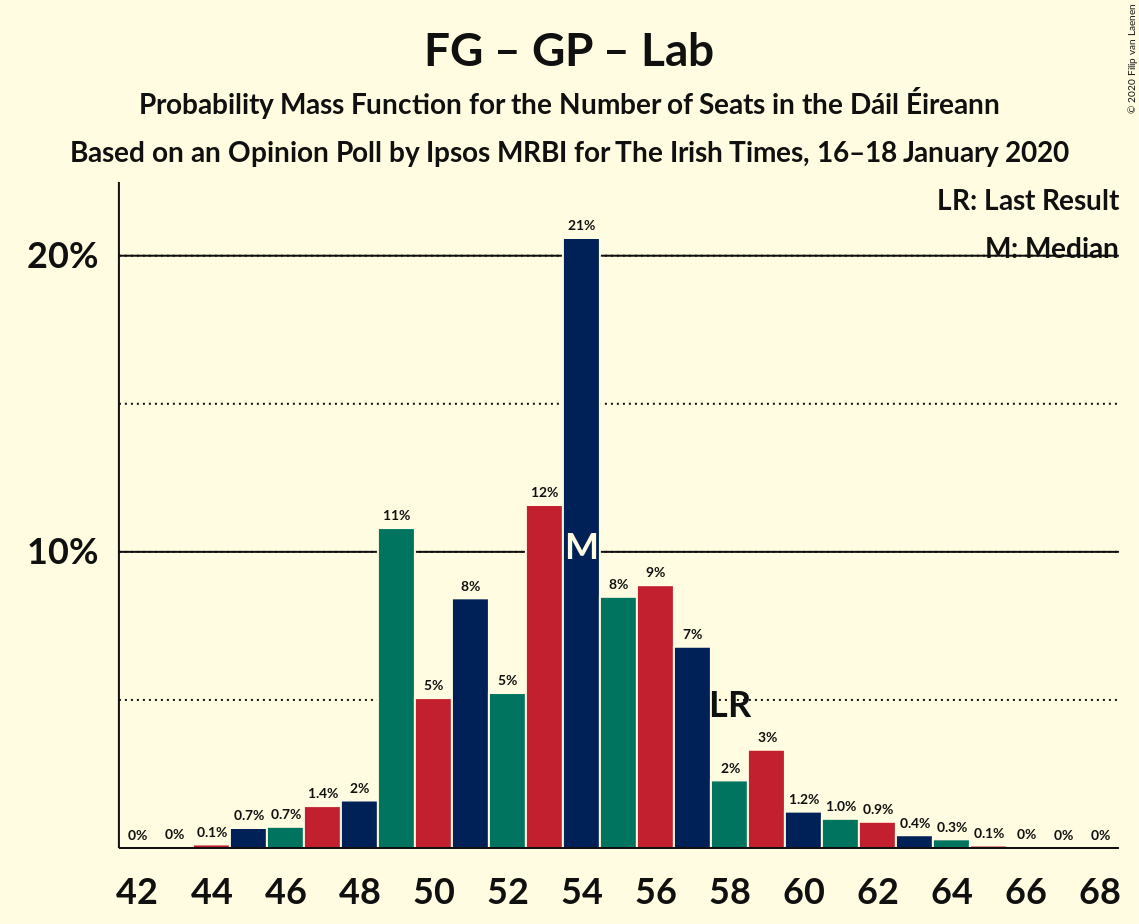 FG – GP – Lab
Probability Mass Function for the Number of Seats in the Dáil Éireann
Based on an Opinion Poll by Ipsos MRBI for The Irish Times, 16–18 January 2020
© 2020 Filip van Laenen
LR: Last Result
M: Median
20%
10%
0% 0% 0.1% 0.7% 0.7% 1.4% 2% 11% 5% 8% 5% 12% 21% 8% 9% 7% 2% 3% 1.2% 1.0% 0.9% 0.4% 0.3% 0.1% 0% 0% 0%
M
LR
42 44 46 48 50 52 54 56 58 60 62 64 66 68